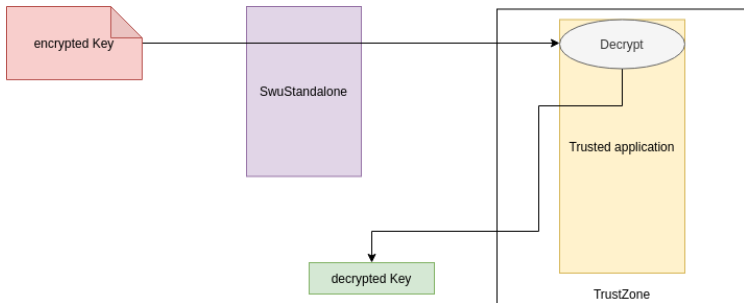 encrypted Key
Decrypt
SwuStandalone
Trusted application
decrypted Key
TrustZone